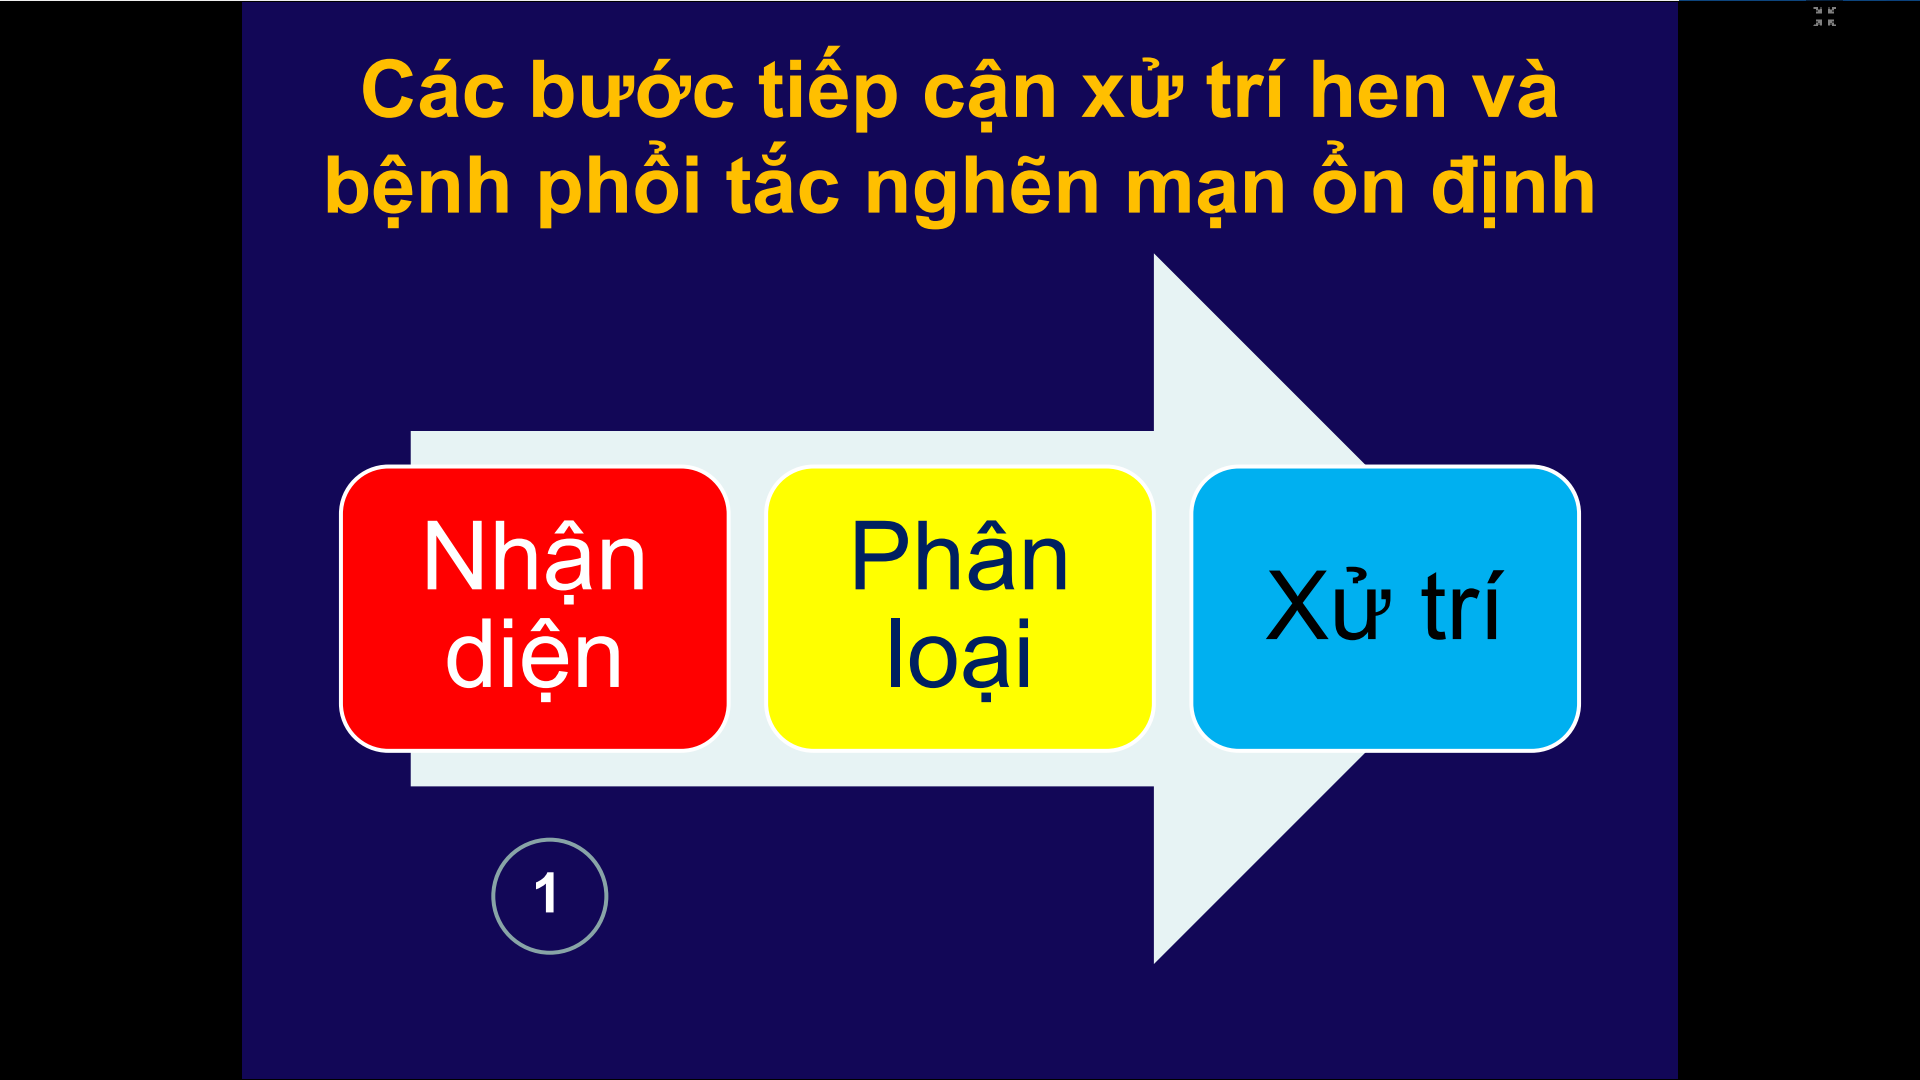 Các bước tiếp cận xử trí hen và
bệnh phổi tắc nghẽn mạn ổn định
Nhận
diện
Phân
loại
Xử trí
1